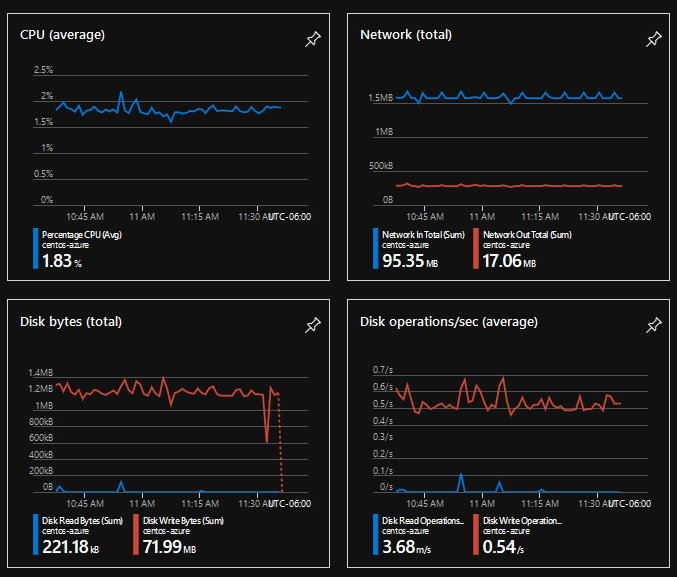 CPU (average)
2.5%
2%
1.5%
1%
0.5%
0%
10:45 AM 11 AM 11:15 AM 11:30 AM UTC-06:00
Percentage CPU (Avg)
centos-azure
1.83 %
Network (total)
1.5MB
1MB
500kB
0B
10:45 AM 11 AM 11:15 AM 11:30 AM UTC-06:00
Network In Total (Sum) Network Out Total (Sum)
centos-azure centos-azure
95.35 MB 17.06 MB
Disk bytes (total)
1.4MB
1.2MB
1MB
800kB
600kB
400kB
200kB
0B
10:45 AM 11 AM 11:15 AM 11:30 AM UTC-06:00
Disk Read Bytes (Sum) Disk Write Bytes (Sum)
centos-azure centos-azure
221.18 kB 71.99 MB
Disk operations/sec (average)
0.7/s
0.6/s
0.5/s
0.4/s
0.3/s
0.2/s
0.1/s
0/s
10:45 AM 11 AM 11:15 AM 11:30 AM UTC-06:00
Disk Read Operations... Disk Write Operation...
centos-azure centos-azure
3.68 m/s 0.54 /s